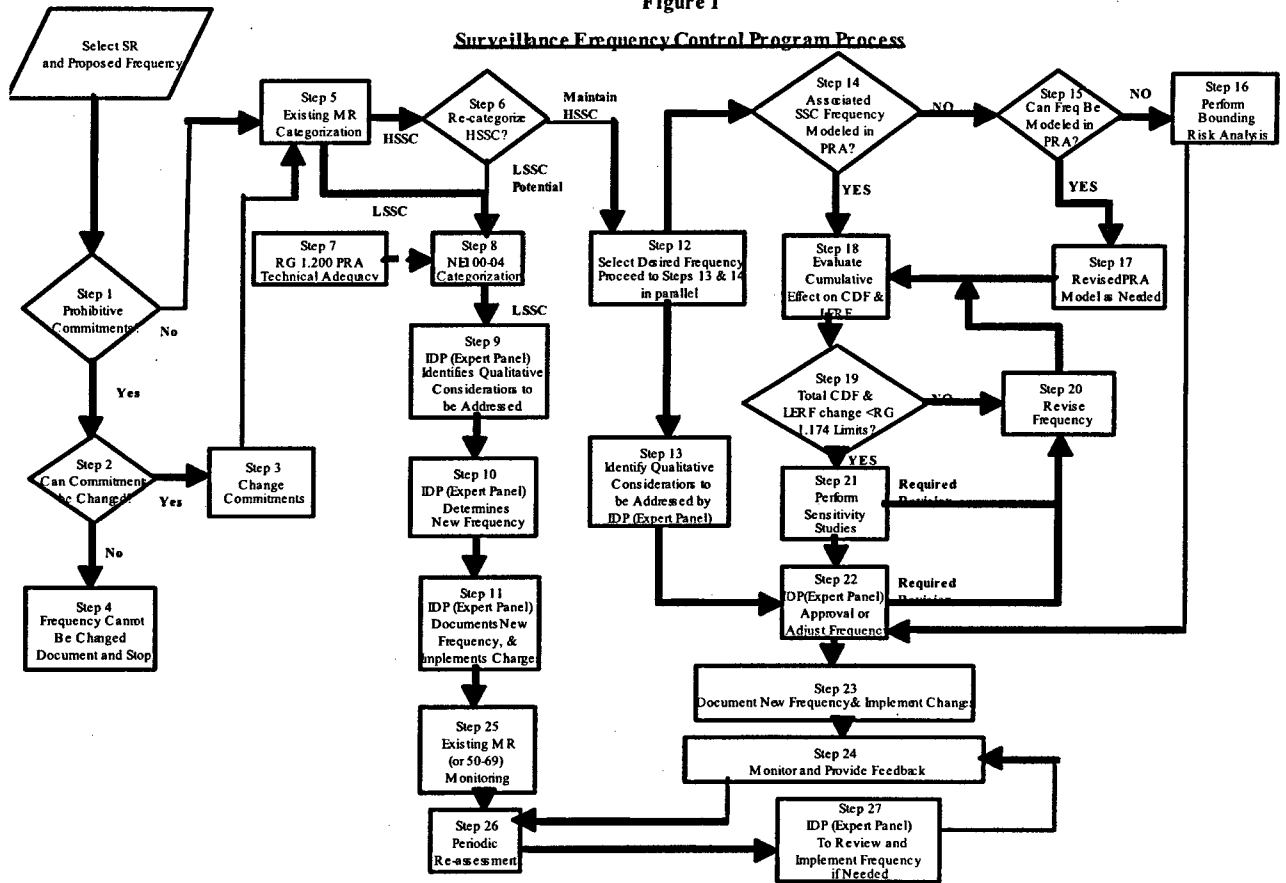 Figure 1
Surveillance Frequency Control Program Process
Select SR
and Proposed Frequency
Step 1
Prohibitive
Commitments?
No
Yes
Step 2
Can Commitment
be Changed?
Yes
No
Step 3
Change
Commitments
Step 4
Frequency Cannot
Be Changed
Document and Stop
Step 5
Existing MR
Categorization
HSSC
LSSC
Step 6
Re-categorize
HSSC?
Maintain
HSSC
LSSC
Potential
Step 7
RG 1.200 PRA
Technical Adequacy
Step 8
NEI 00-04
Categorization
LSSC
Step 9
IDP (Expert Panel)
Identifies Qualitative
Considerations to
be Addressed
Step 10
IDP (Expert Panel)
Determines
New Frequency
Step 11
IDP (Expert Panel)
Documents New
Frequency, &
Implements Changes
Step 25
Existing MR
(or 50-69)
Monitoring
Step 26
Periodic
Re-assessment
Step 12
Select Desired Frequency
Proceed to Steps 13 & 14
in parallel
Step 13
Identify Qualitative
Considerations
to be Addressed by
IDP (Expert Panel)
Step 14
Associated
SSC Frequency
Modeled in
PRA?
NO
YES
Step 15
Can Freq Be
Modeled in
PRA?
NO
YES
Step 16
Perform
Bounding
Risk Analysis
Step 17
Revised PRA
Model as Needed
Step 18
Evaluate
Cumulative
Effect on CDF &
LERF
Step 19
Total CDF &
LERF change <RG
1.174 Limits?
NO
YES
Step 20
Revise
Frequency
Step 21
Perform
Sensitivity
Studies
Required
Revision
Step 22
IDP(Expert Panel)
Approval or
Adjust Frequency
Required
Revision
Step 23
Document New Frequency & Implement Changes
Step 24
Monitor and Provide Feedback
Step 27
IDP (Expert Panel)
To Review and
Implement Frequency
if Needed